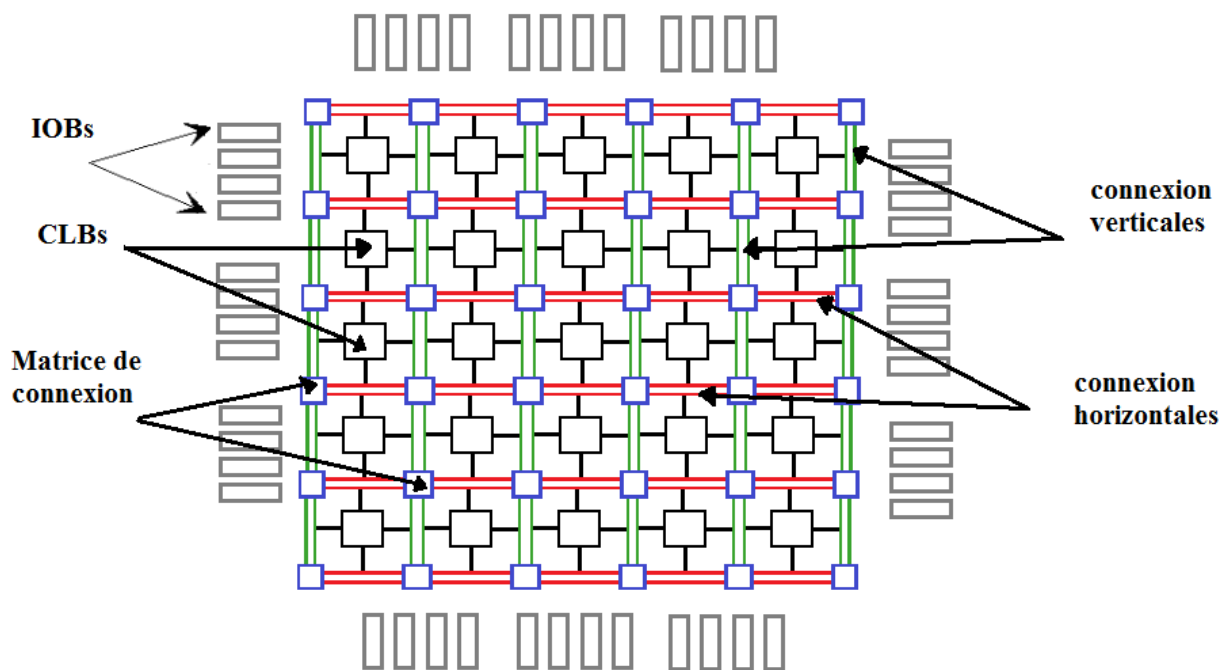 IOBs
CLBs
Matrice de
connexion
connexion
verticales
connexion
horizontales